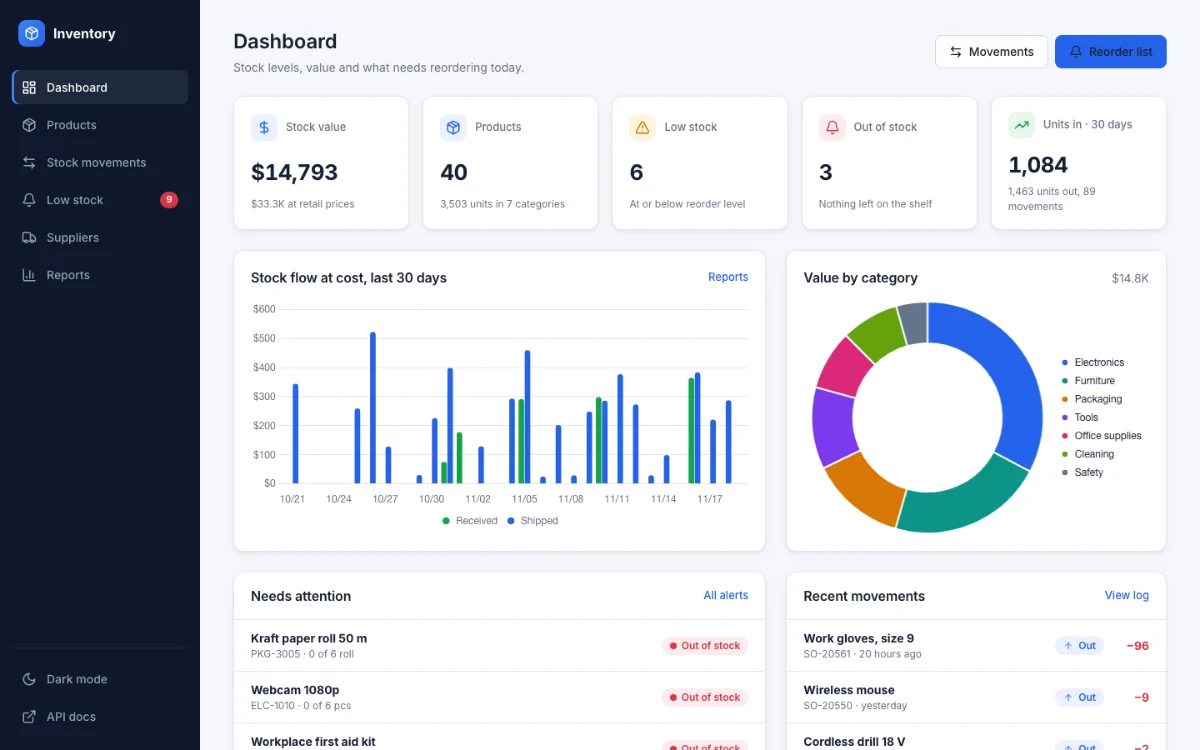 Inventory
Dashboard
Products
Stock movements
Low stock
9
Suppliers
Reports
Dark mode
API docs
Dashboard
Stock levels, value and what needs reordering today.
Movements
Reorder list
Stock value
$14,793
$33.3K at retail prices
Products
40
3,503 units in 7 categories
Low stock
6
At or below reorder level
Out of stock
3
Nothing left on the shelf
Units in · 30 days
1,084
1,463 units out, 89
movements
Stock flow at cost, last 30 days
Reports
$600
$500
$400
$300
$200
$100
$0
10/21 10/24 10/27 10/30 11/02 11/05 11/08 11/11 11/14 11/17
Received Shipped
Value by category
$14.8K
Electronics
Furniture
Packaging
Tools
Office supplies
Cleaning
Safety
Needs attention
All alerts
Kraft paper roll 50 m
PKG-3005 · 0 of 6 roll
Out of stock
Webcam 1080p
ELC-1010 · 0 of 6 pcs
Out of stock
Workplace first aid kit
Out of stock
Recent movements
View log
Work gloves, size 9
SO-20561 · 20 hours ago
Out
−96
Wireless mouse
SO-20550 · yesterday
Out
−9
Cordless drill 18 V
Out
−2